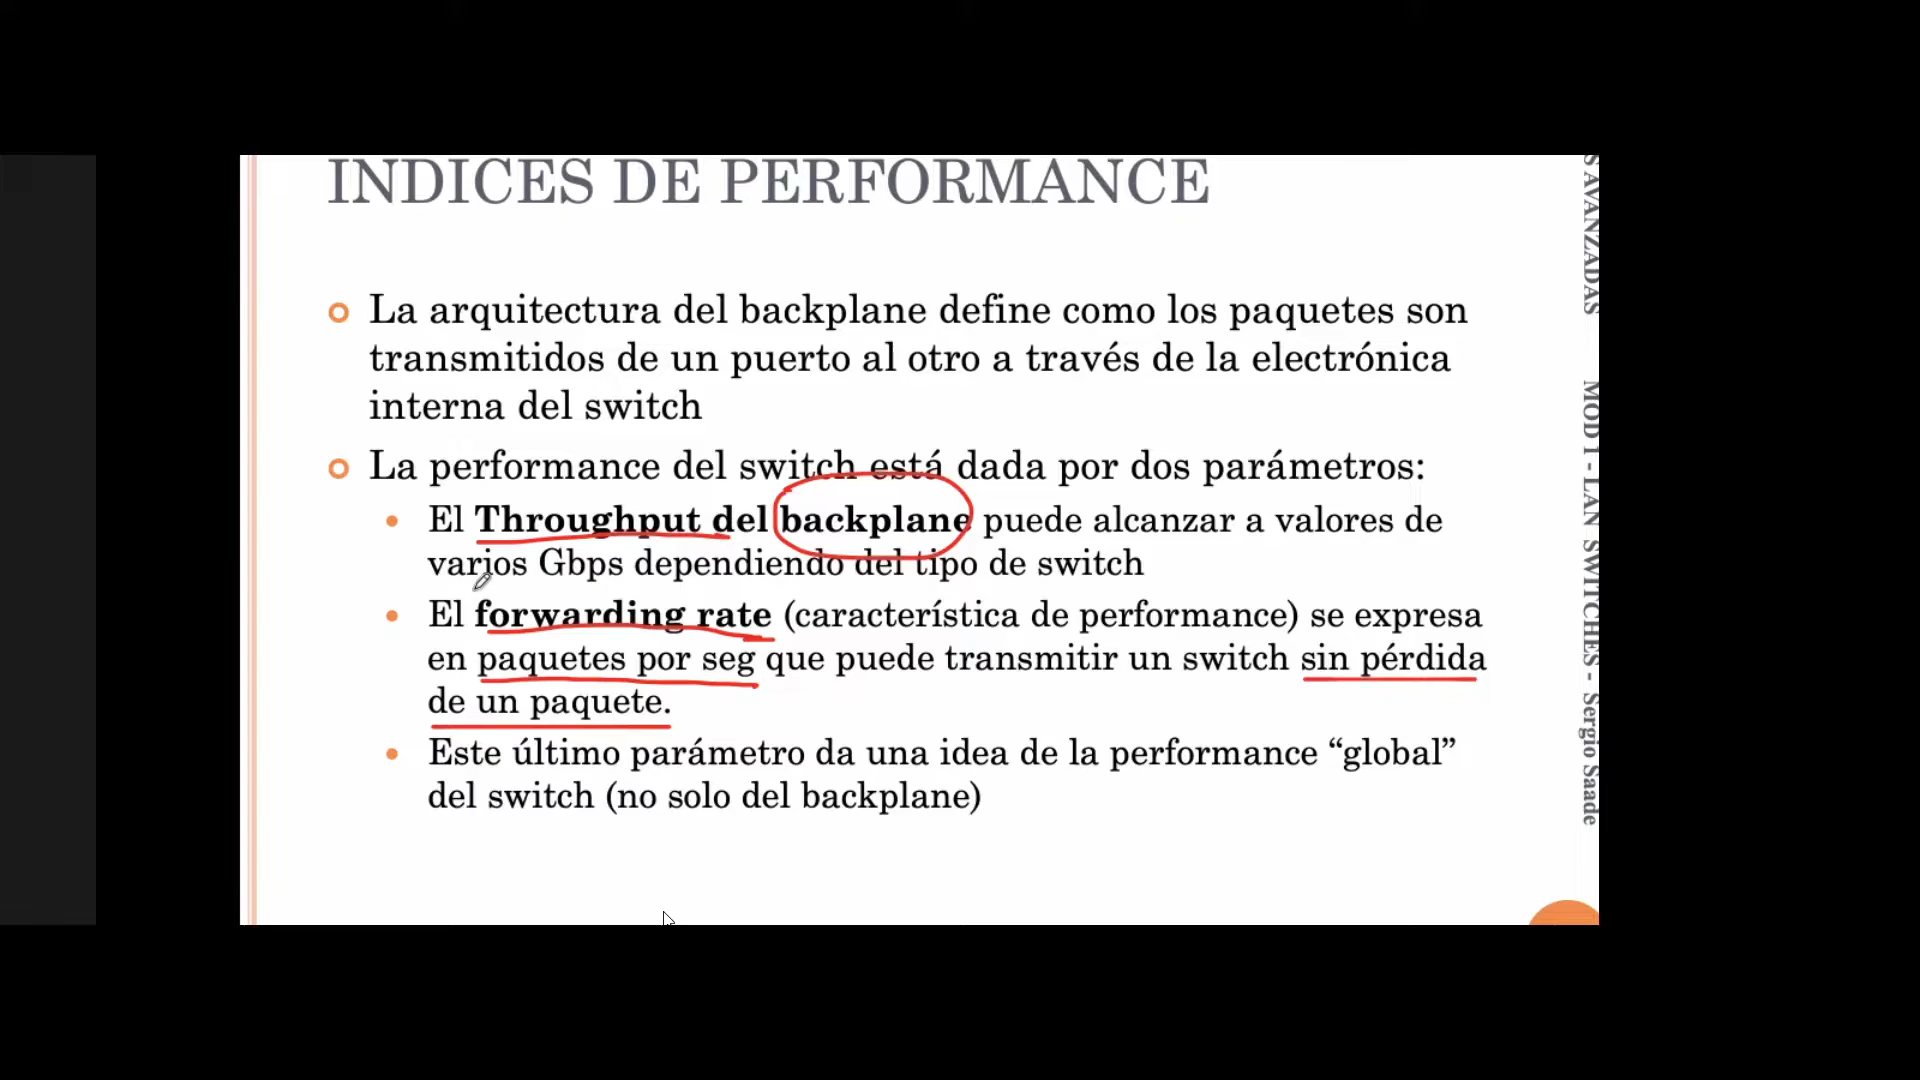 INDICES DE PERFORMANCE
La arquitectura del backplane define como los paquetes son
transmitidos de un puerto al otro a través de la electrónica
interna del switch
La performance del switch está dada por dos parámetros:
El Throughput del backplane puede alcanzar a valores de
varios Gbps dependiendo del tipo de switch
El forwarding rate (característica de performance) se expresa
en paquetes por seg que puede transmitir un switch sin pérdida
de un paquete.
Este último parámetro da una idea de la performance “global”
del switch (no solo del backplane)
S AVANZADAS MOD 1 - LAN SWITCHES - Sergio Saade